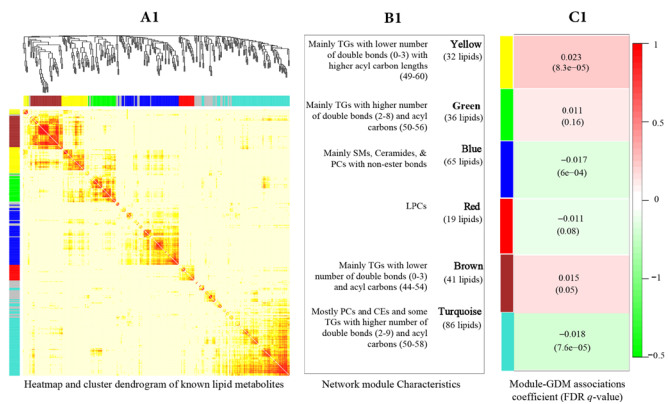 A1
B1
C1
Mainly TGs with lower number
of double bonds (0-3) with
higher acyl carbon lengths
(49-60)
Yellow
(32 lipids)
Mainly TGs with higher number
of double bonds (2-8) and acyl
carbons (50-56)
Green
(36 lipids)
Mainly SMs, Ceramides, &
PCs with non-ester bonds
Blue
(65 lipids)
LPCs
Red
(19 lipids)
Mainly TGs with lower
number of double bonds (0-3)
and acyl carbons (44-54)
Brown
(41 lipids)
Mostly PCs and CEs and some
TGs with higher number of
double bonds (2-9) and acyl
carbons (50-58)
Turquoise
(86 lipids)
0.023
(8.3e−05)
0.011
(0.16)
−0.017
(6e−04)
−0.011
(0.08)
0.015
(0.05)
−0.018
(7.6e−05)
1
0.5
0
−1
−0.5
Heatmap and cluster dendrogram of known lipid metabolites
Network module Characteristics
Module-GDM associations
coefficient (FDR q-value)